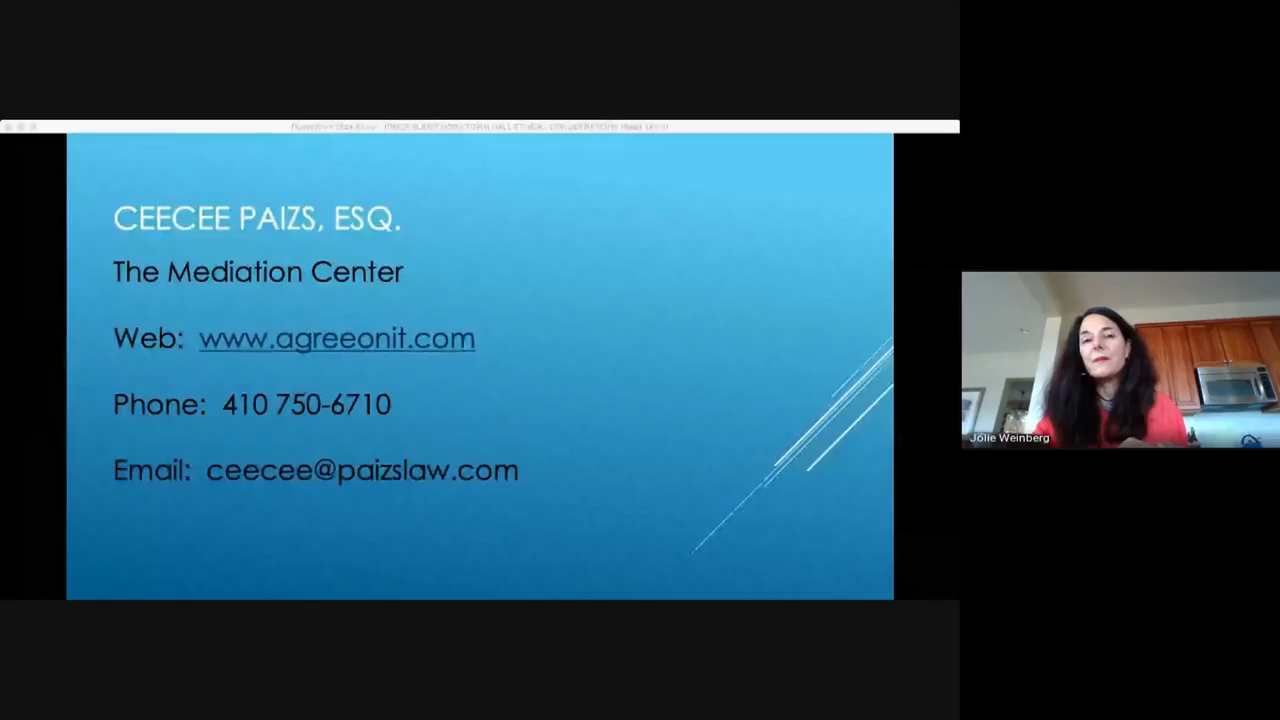 CEECEE PAIZS, ESQ.
The Mediation Center
Web: www.agreeonit.com
Phone: 410 750-6710
Email: ceecee@paizslaw.com
Jolie Weinberg